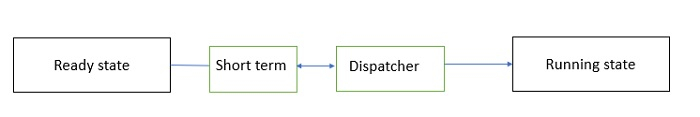 Ready state
Short term
Dispatcher
Running state